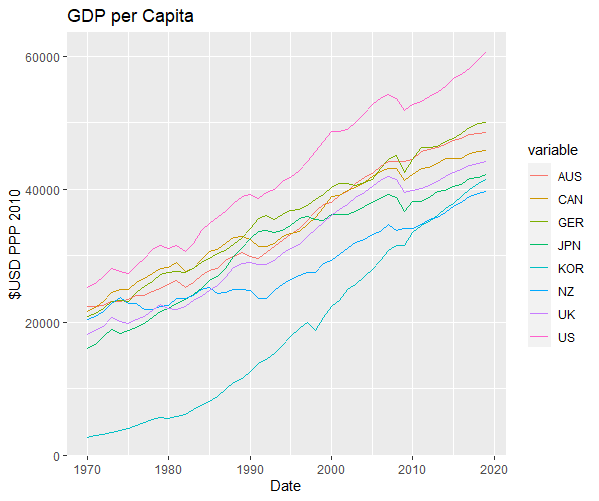 GDP per Capita
60000
40000
20000
0
$USD PPP 2010
1970 1980 1990 2000 2010 2020
Date
variable
AUS
CAN
GER
JPN
KOR
NZ
UK
US